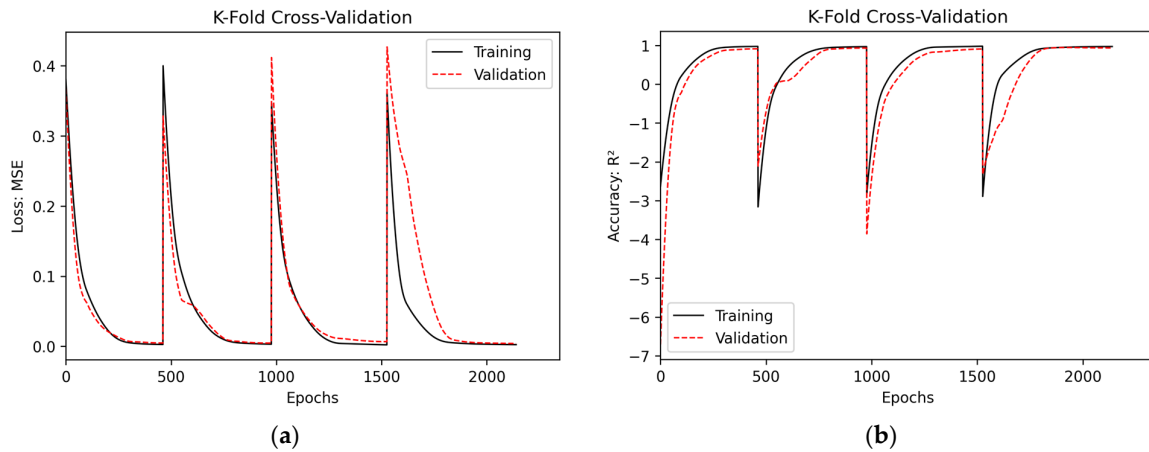 K-Fold Cross-Validation
Training
Validation
Loss: MSE
0.4
0.3
0.2
0.1
0.0
0 500 1000 1500 2000
Epochs
(a)
K-Fold Cross-Validation
Accuracy: R²
1
0
−1
−2
−3
−4
−5
−6
−7
Training
Validation
0 500 1000 1500 2000
Epochs
(b)